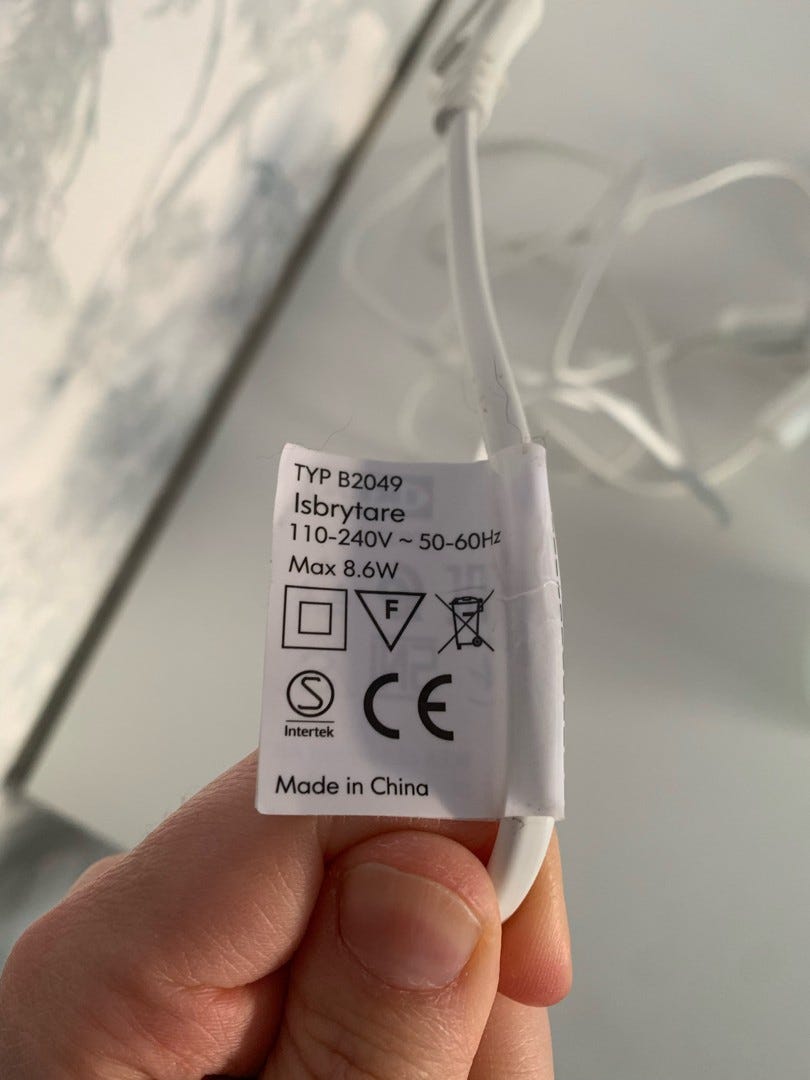 TYP B2049
Isbrytare
110-240V ~ 50-60Hz
Max 8.6W
F
S
Intertek
CE
Made in China